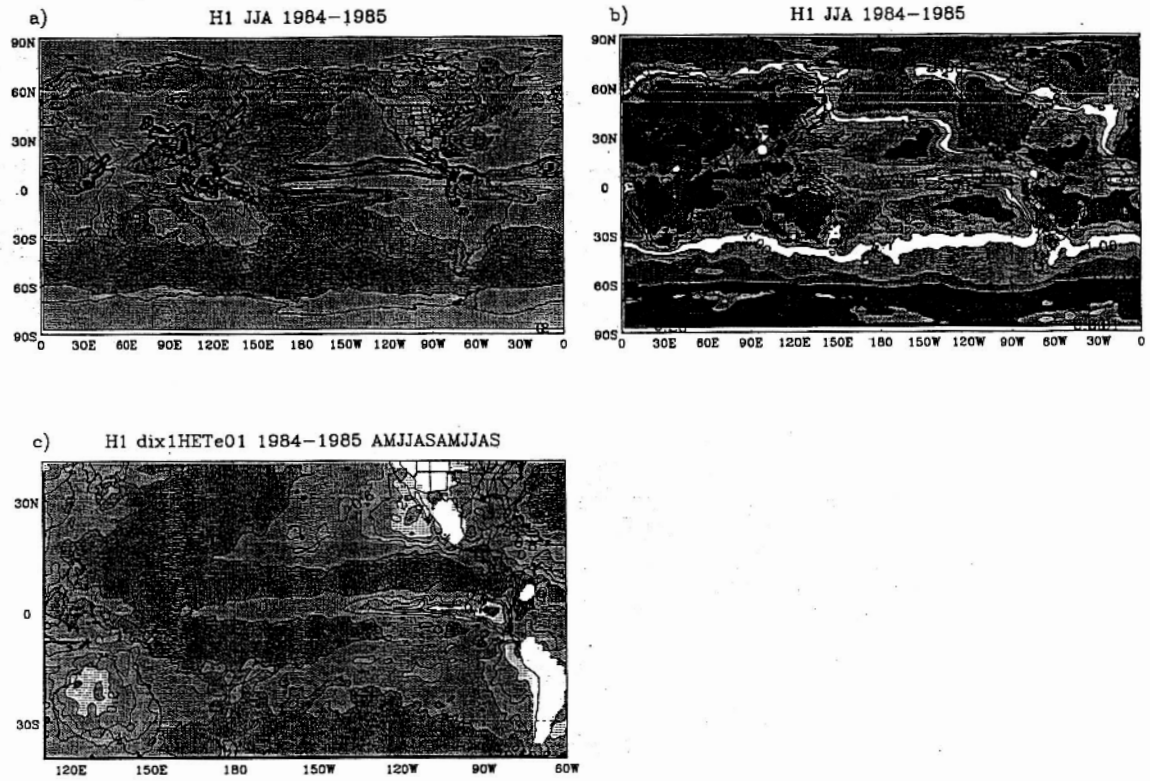 a) H1 JJA 1984-1985
90N
60N
30N
.0
30S
60S
90S
0 30E 60E 90E 120E 150E 180 150W 120W 90W 60W 30W 0
b) H1 JJA 1984-1985
90N
60N
30N
0
30S
60S
90S
0 30E 60E 90E 120E 150E 180 150W 120W 90W 60W 30W 0
c) H1 dix1HETe01 1984-1985 AMJJASAMJJAS
30N
0
30S
120E 150E 180 150W 120W 90W 60W